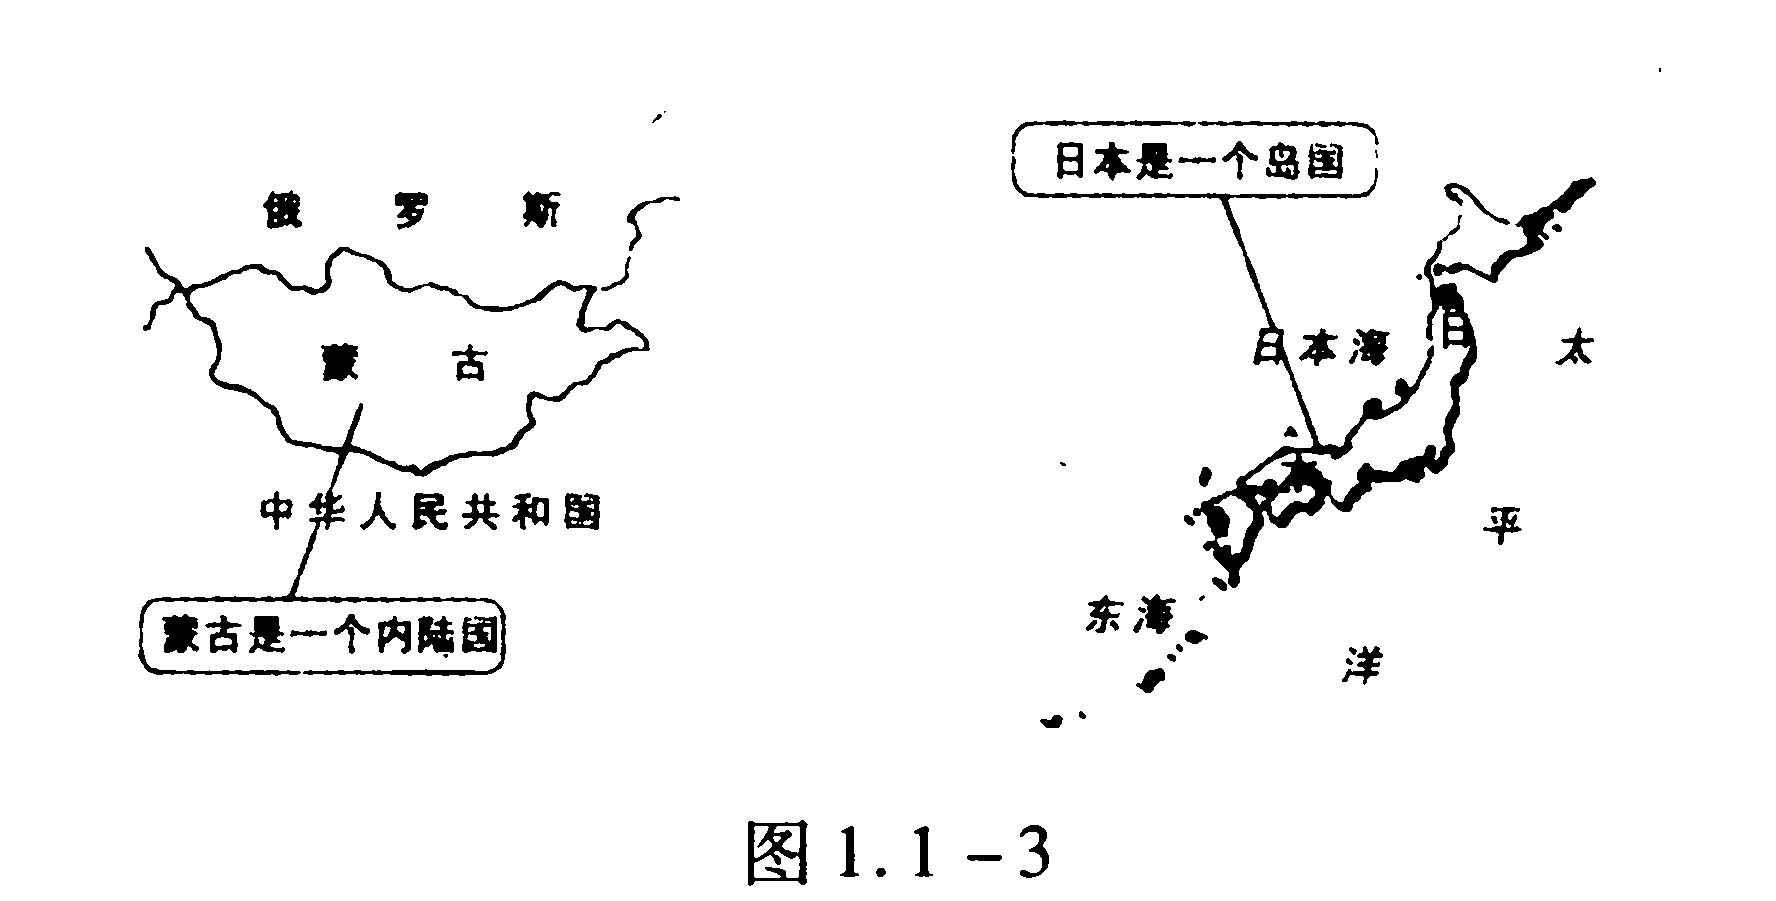 日本是一个岛国
俄罗斯
蒙古
中华人民共和国
蒙古是一个内陆国
日本海
日本
太平洋
东海
图1.1-3